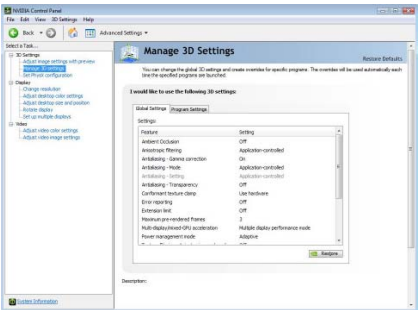 NVIDIA Control Panel
File Edit View 3D Settings Help
Back
Advanced Settings
Select a Task...
3D Settings
Adjust image settings with preview
Manage 3D settings
Set PhysX configuration
Display
Change resolution
Adjust desktop color settings
Adjust desktop size and position
Rotate display
Set up multiple displays
Video
Adjust video color settings
Adjust video image settings
System Information
Manage 3D Settings
Restore Defaults
You can change the global 3D settings and create overrides for specific programs. The overrides will be used automatically each
time the specified programs are launched.
I would like to use the following 3D settings:
Global Settings Program Settings
Settings:
Feature Setting
Ambient Occlusion Off
Anisotropic filtering Application-controlled
Antialiasing - Gamma correction On
Antialiasing - Mode Application-controlled
Antialiasing - Setting Application-controlled
Antialiasing - Transparency Off
Conformant texture clamp Use hardware
Error reporting Off
Extension limit Off
Maximum pre-rendered frames 3
Multi-display/mixed-GPU acceleration Multiple display performance mode
Power management mode Adaptive
Restore
Description: